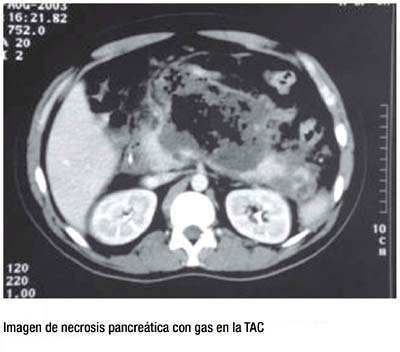 AUG-2003
16:21.82
752.0
A 20
X 2
10
C
M
120
220
1.00
Imagen de necrosis pancreática con gas en la TAC